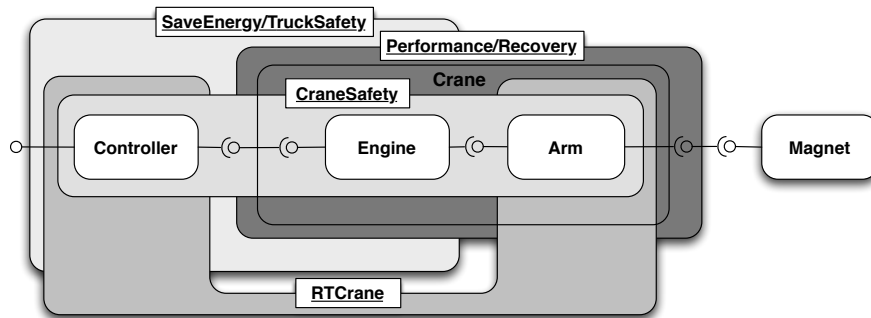 SaveEnergy/TruckSafety
Performance/Recovery
Crane
CraneSafety
Controller
Engine
Arm
Magnet
RTCrane